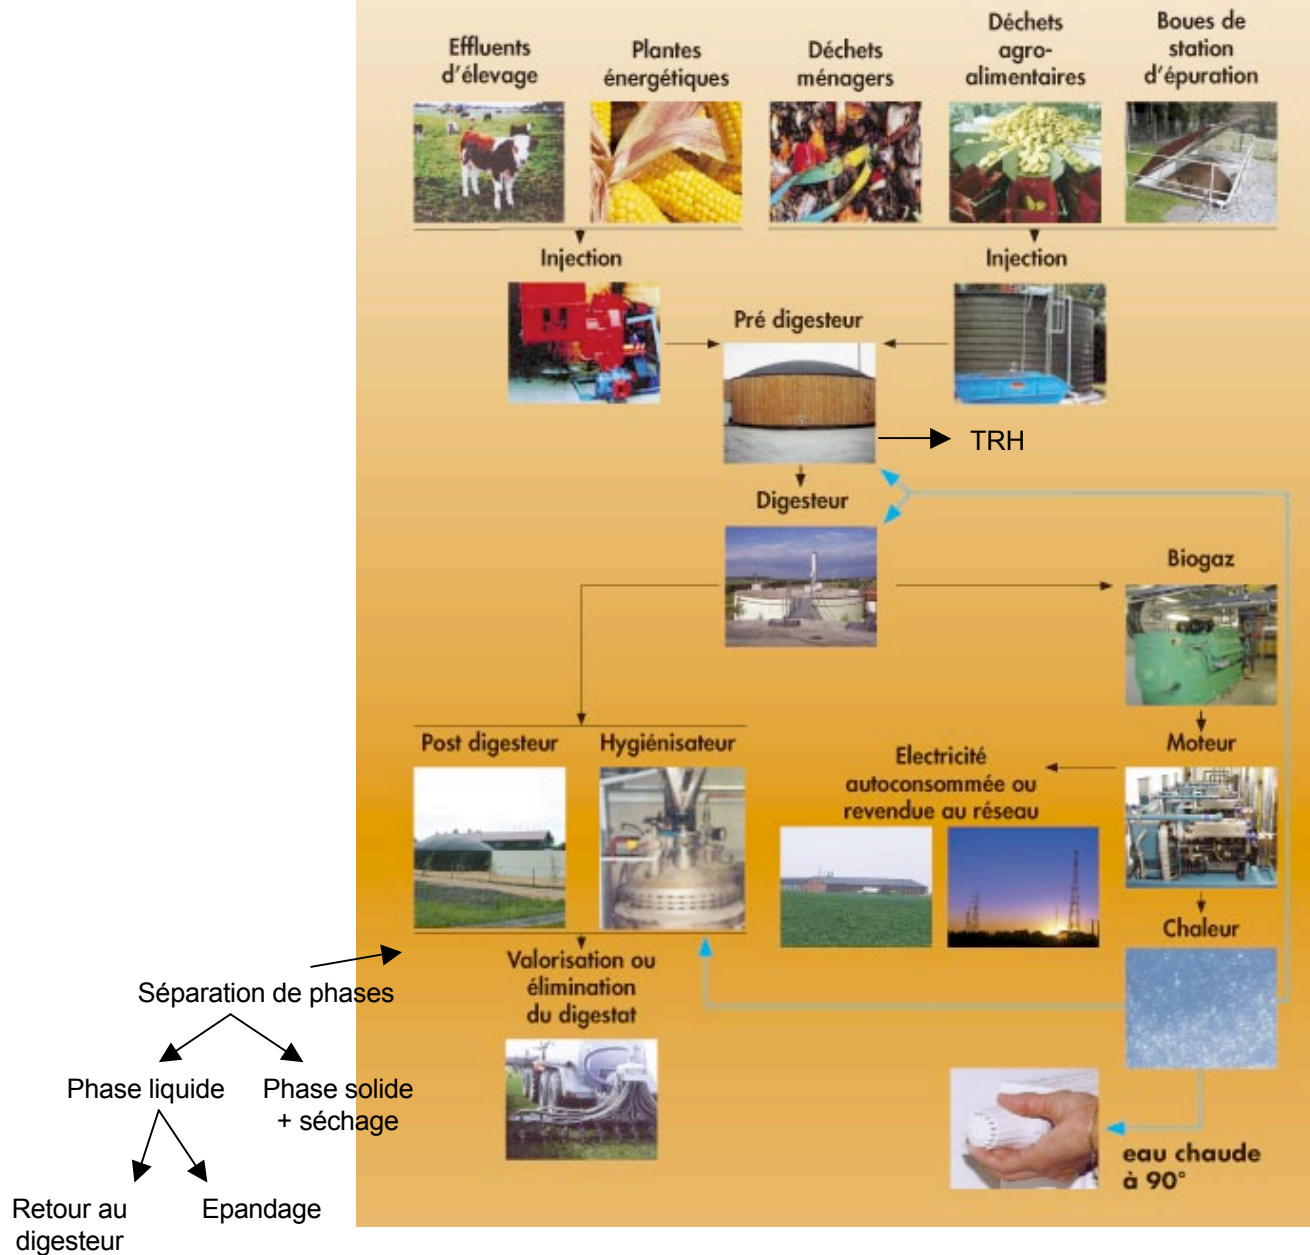 Effluents
d'élevage
Plantes
énergétiques
Déchets
ménagers
Déchets
agro-
alimentaires
Boues de
station
d'épuration
Injection
Injection
Pré digesteur
TRH
Digesteur
Biogaz
Post digesteur
Hygiénisateur
Electricité
autoconsommée ou
revendue au réseau
Moteur
Chaleur
Valorisation ou
élimination
du digestat
Séparation de phases
Phase liquide
Phase solide
+ séchage
Retour au
digesteur
Epandage
eau chaude
à 90°